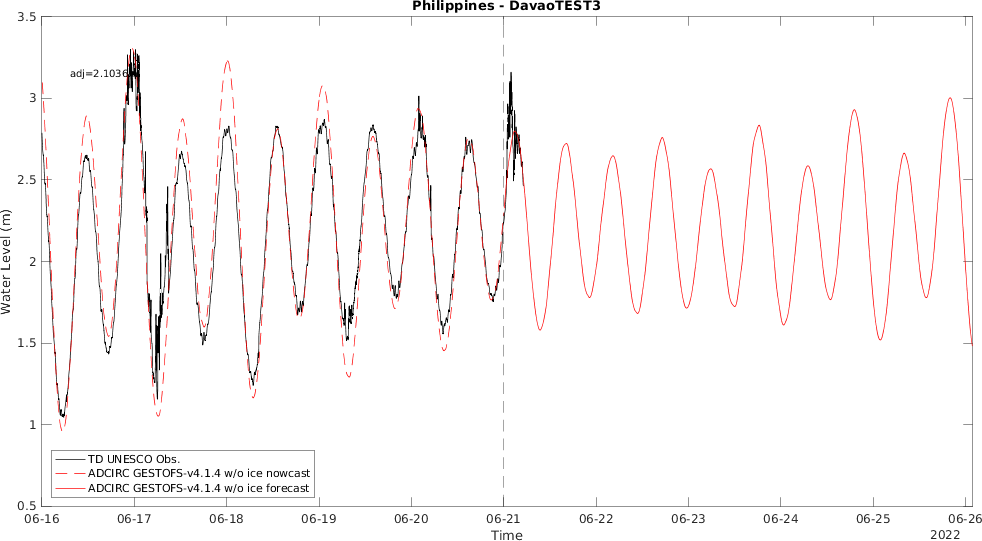 Philippines - DavaoTEST3
Water Level (m)
3.5
3
2.5
2
1.5
1
0.5
adj=2.1036
TD UNESCO Obs.
ADCIRC GESTOFS-v4.1.4 w/o ice nowcast
ADCIRC GESTOFS-v4.1.4 w/o ice forecast
06-16 06-17 06-18 06-19 06-20 06-21 06-22 06-23 06-24 06-25 06-26
2022
Time